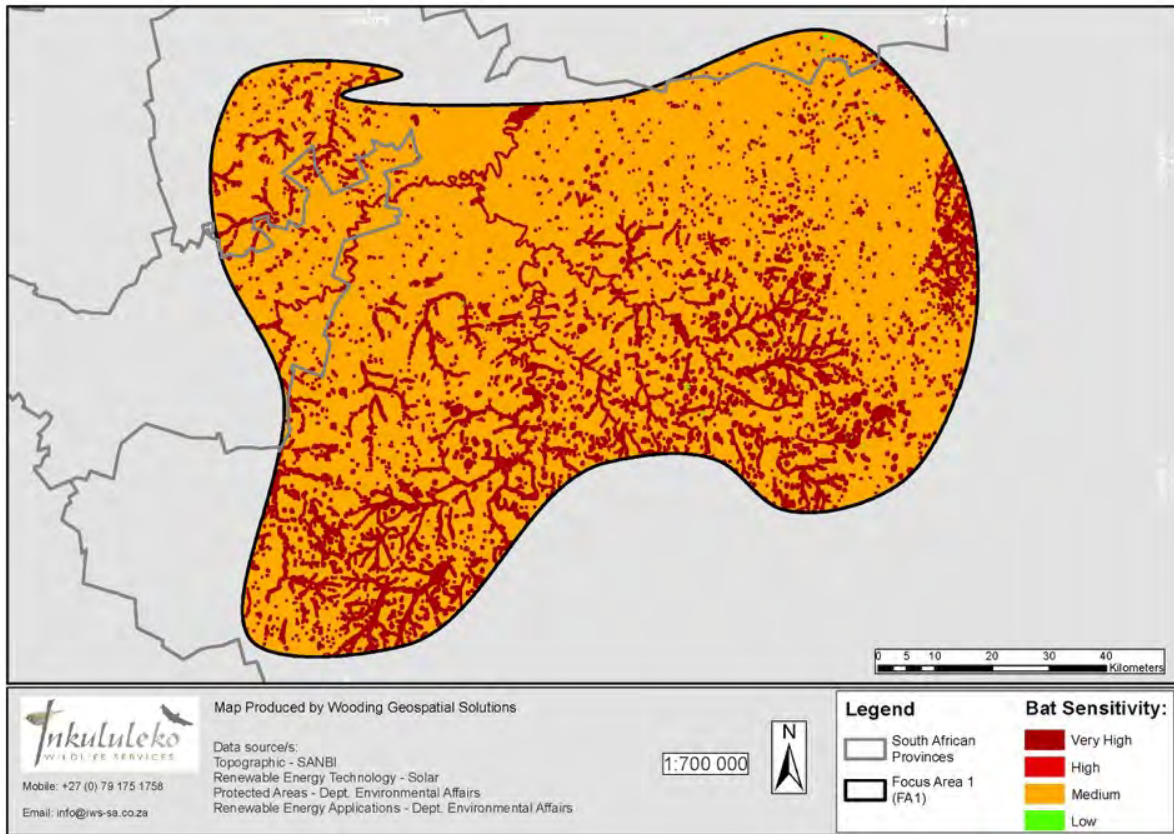 0 5 10 20 30 40
Kilometers
Inkululeko
WILDLIFE SERVICES
Mobile: +27 (0) 79 175 1758
Email: info@iws-sa.co.za
Map Produced by Wooding Geospatial Solutions
Data source/s:
Topographic - SANBI
Renewable Energy Technology - Solar
Protected Areas - Dept. Environmental Affairs
Renewable Energy Applications - Dept. Environmental Affairs
1:700 000
N
Legend
South African
Provinces
Focus Area 1
(FA1)
Bat Sensitivity:
Very High
High
Medium
Low